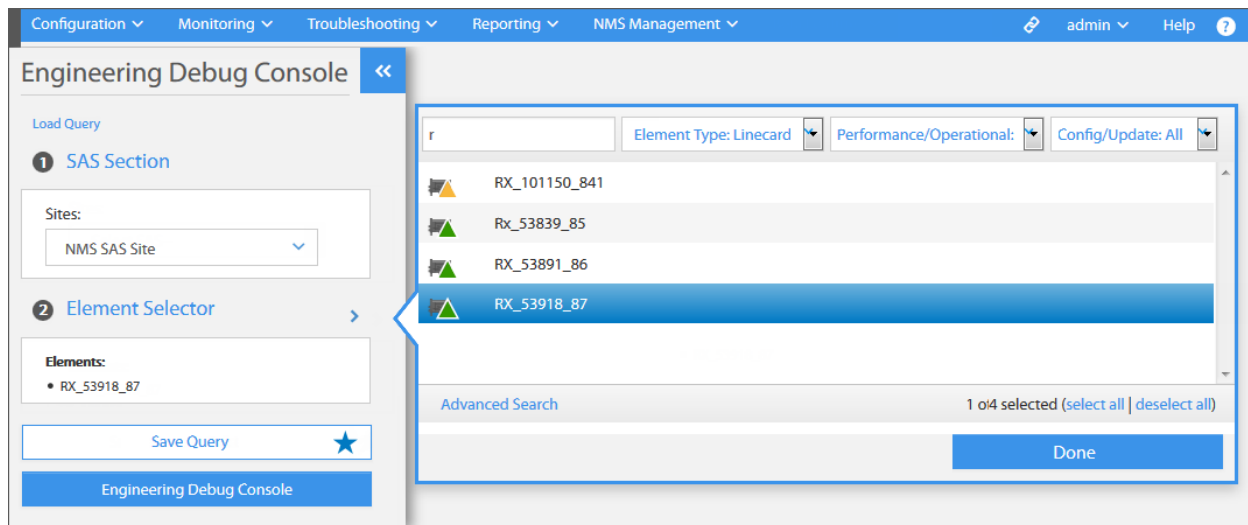 Configuration Monitoring Troubleshooting Reporting NMS Management admin Help ?
Engineering Debug Console «
Load Query
1 SAS Section
Sites:
NMS SAS Site
2 Element Selector >
Elements:
• RX_53918_87
Save Query
Engineering Debug Console
r Element Type: Linecard Performance/Operational: Config/Update: All
RX_101150_841
Rx_53839_85
RX_53891_86
RX_53918_87
Advanced Search 1 of4 selected (select all | deselect all)
Done